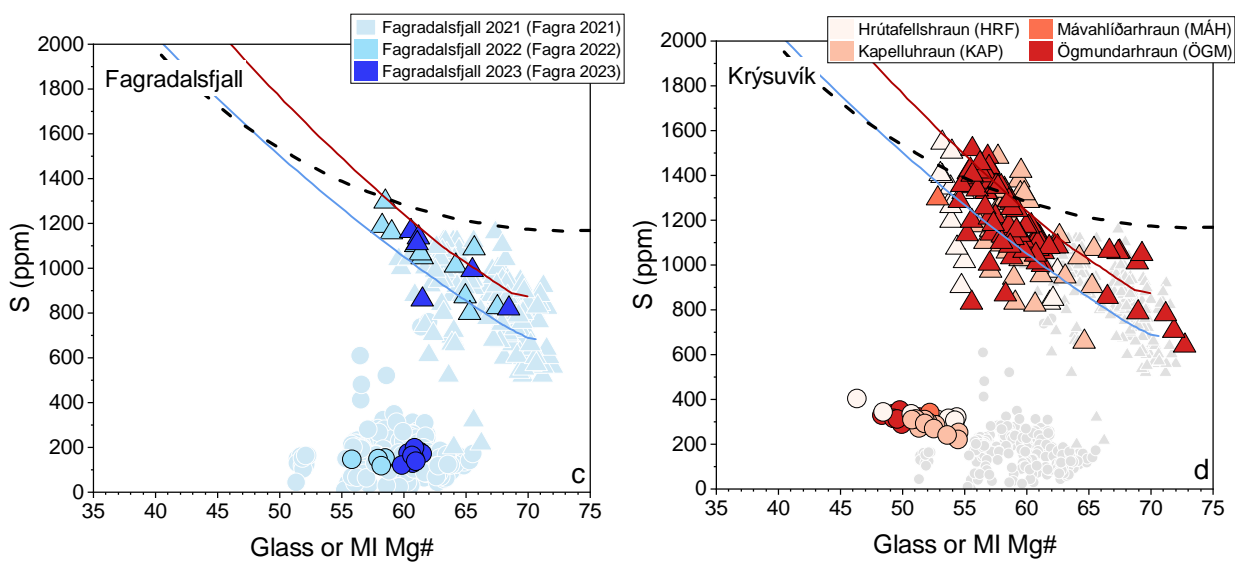 Fagradalsfjall 2021 (Fagra 2021)
Fagradalsfjall 2022 (Fagra 2022)
Fagradalsfjall 2023 (Fagra 2023)
Fagradalsfjall
S (ppm)
2000
1800
1600
1400
1200
1000
800
600
400
200
0
35 40 45 50 55 60 65 70 75
Glass or MI Mg#
c
Hrútafellshraun (HRF) Mávahlíðarhraun (MÁH)
Kapelluhraun (KAP) Ögmundarhraun (ÖGM)
Krýsuvík
S (ppm)
2000
1800
1600
1400
1200
1000
800
600
400
200
0
35 40 45 50 55 60 65 70 75
Glass or MI Mg#
d